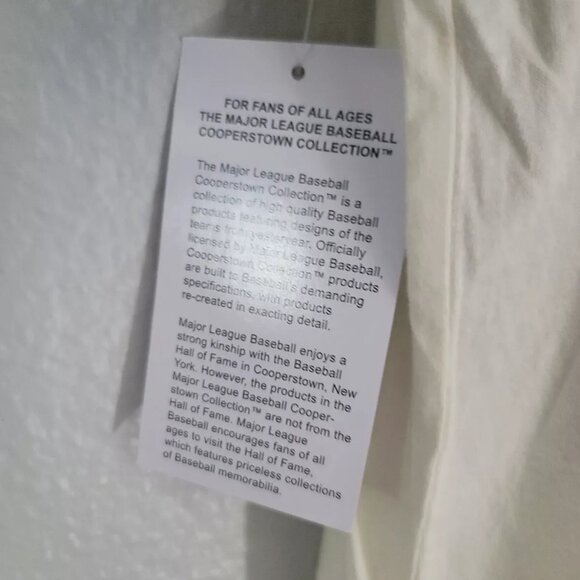 FOR FANS OF ALL AGES
THE MAJOR LEAGUE BASEBALL
COOPERSTOWN COLLECTION™
The Major League Baseball
Cooperstown Collection™ is a
collection of high quality Baseball
products featuring designs of the
teams from yesteryear. Officially
licensed by Major League Baseball,
Cooperstown Collection™ products
are built to Baseball's demanding
specifications, with products
re-created in exacting detail.
Major League Baseball enjoys a
strong kinship with the Baseball
Hall of Fame in Cooperstown, New
York. However, the products in the
Major League Baseball Cooper-
stown Collection™ are not from the
Hall of Fame. Major League
Baseball encourages fans of all
ages to visit the Hall of Fame,
which features priceless collections
of Baseball memorabilia.